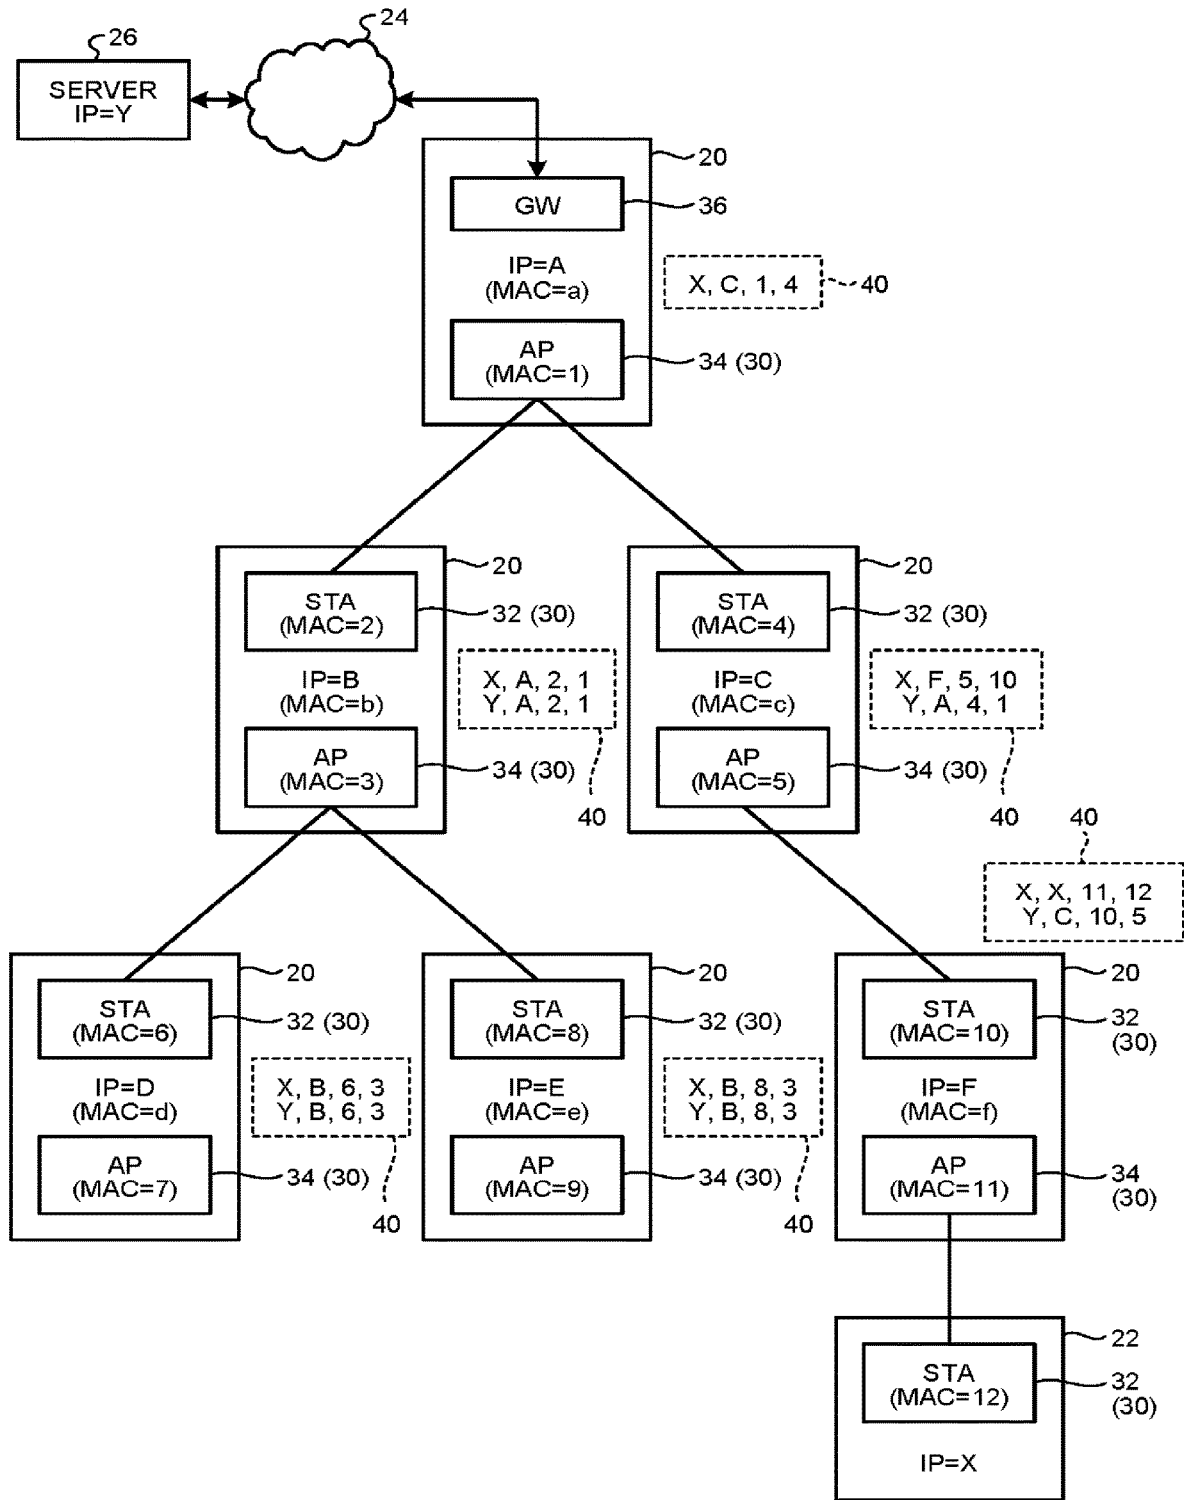 24
26
SERVER
IP=Y
20
GW
36
IP=A
(MAC=a)
X, C, 1, 4
40
AP
(MAC=1)
34 (30)
20
20
STA
(MAC=2)
32 (30)
STA
(MAC=4)
32 (30)
IP=B
(MAC=b)
X, A, 2, 1
Y, A, 2, 1
IP=C
(MAC=c)
X, F, 5, 10
Y, A, 4, 1
AP
(MAC=3)
34 (30)
40
AP
(MAC=5)
34 (30)
40
40
X, X, 11, 12
Y, C, 10, 5
20
20
20
STA
(MAC=6)
32 (30)
STA
(MAC=8)
32 (30)
STA
(MAC=10)
32
(30)
IP=D
(MAC=d)
X, B, 6, 3
Y, B, 6, 3
IP=E
(MAC=e)
X, B, 8, 3
Y, B, 8, 3
IP=F
(MAC=f)
AP
(MAC=7)
34 (30)
40
AP
(MAC=9)
34 (30)
40
AP
(MAC=11)
34
(30)
22
STA
(MAC=12)
32
(30)
IP=X